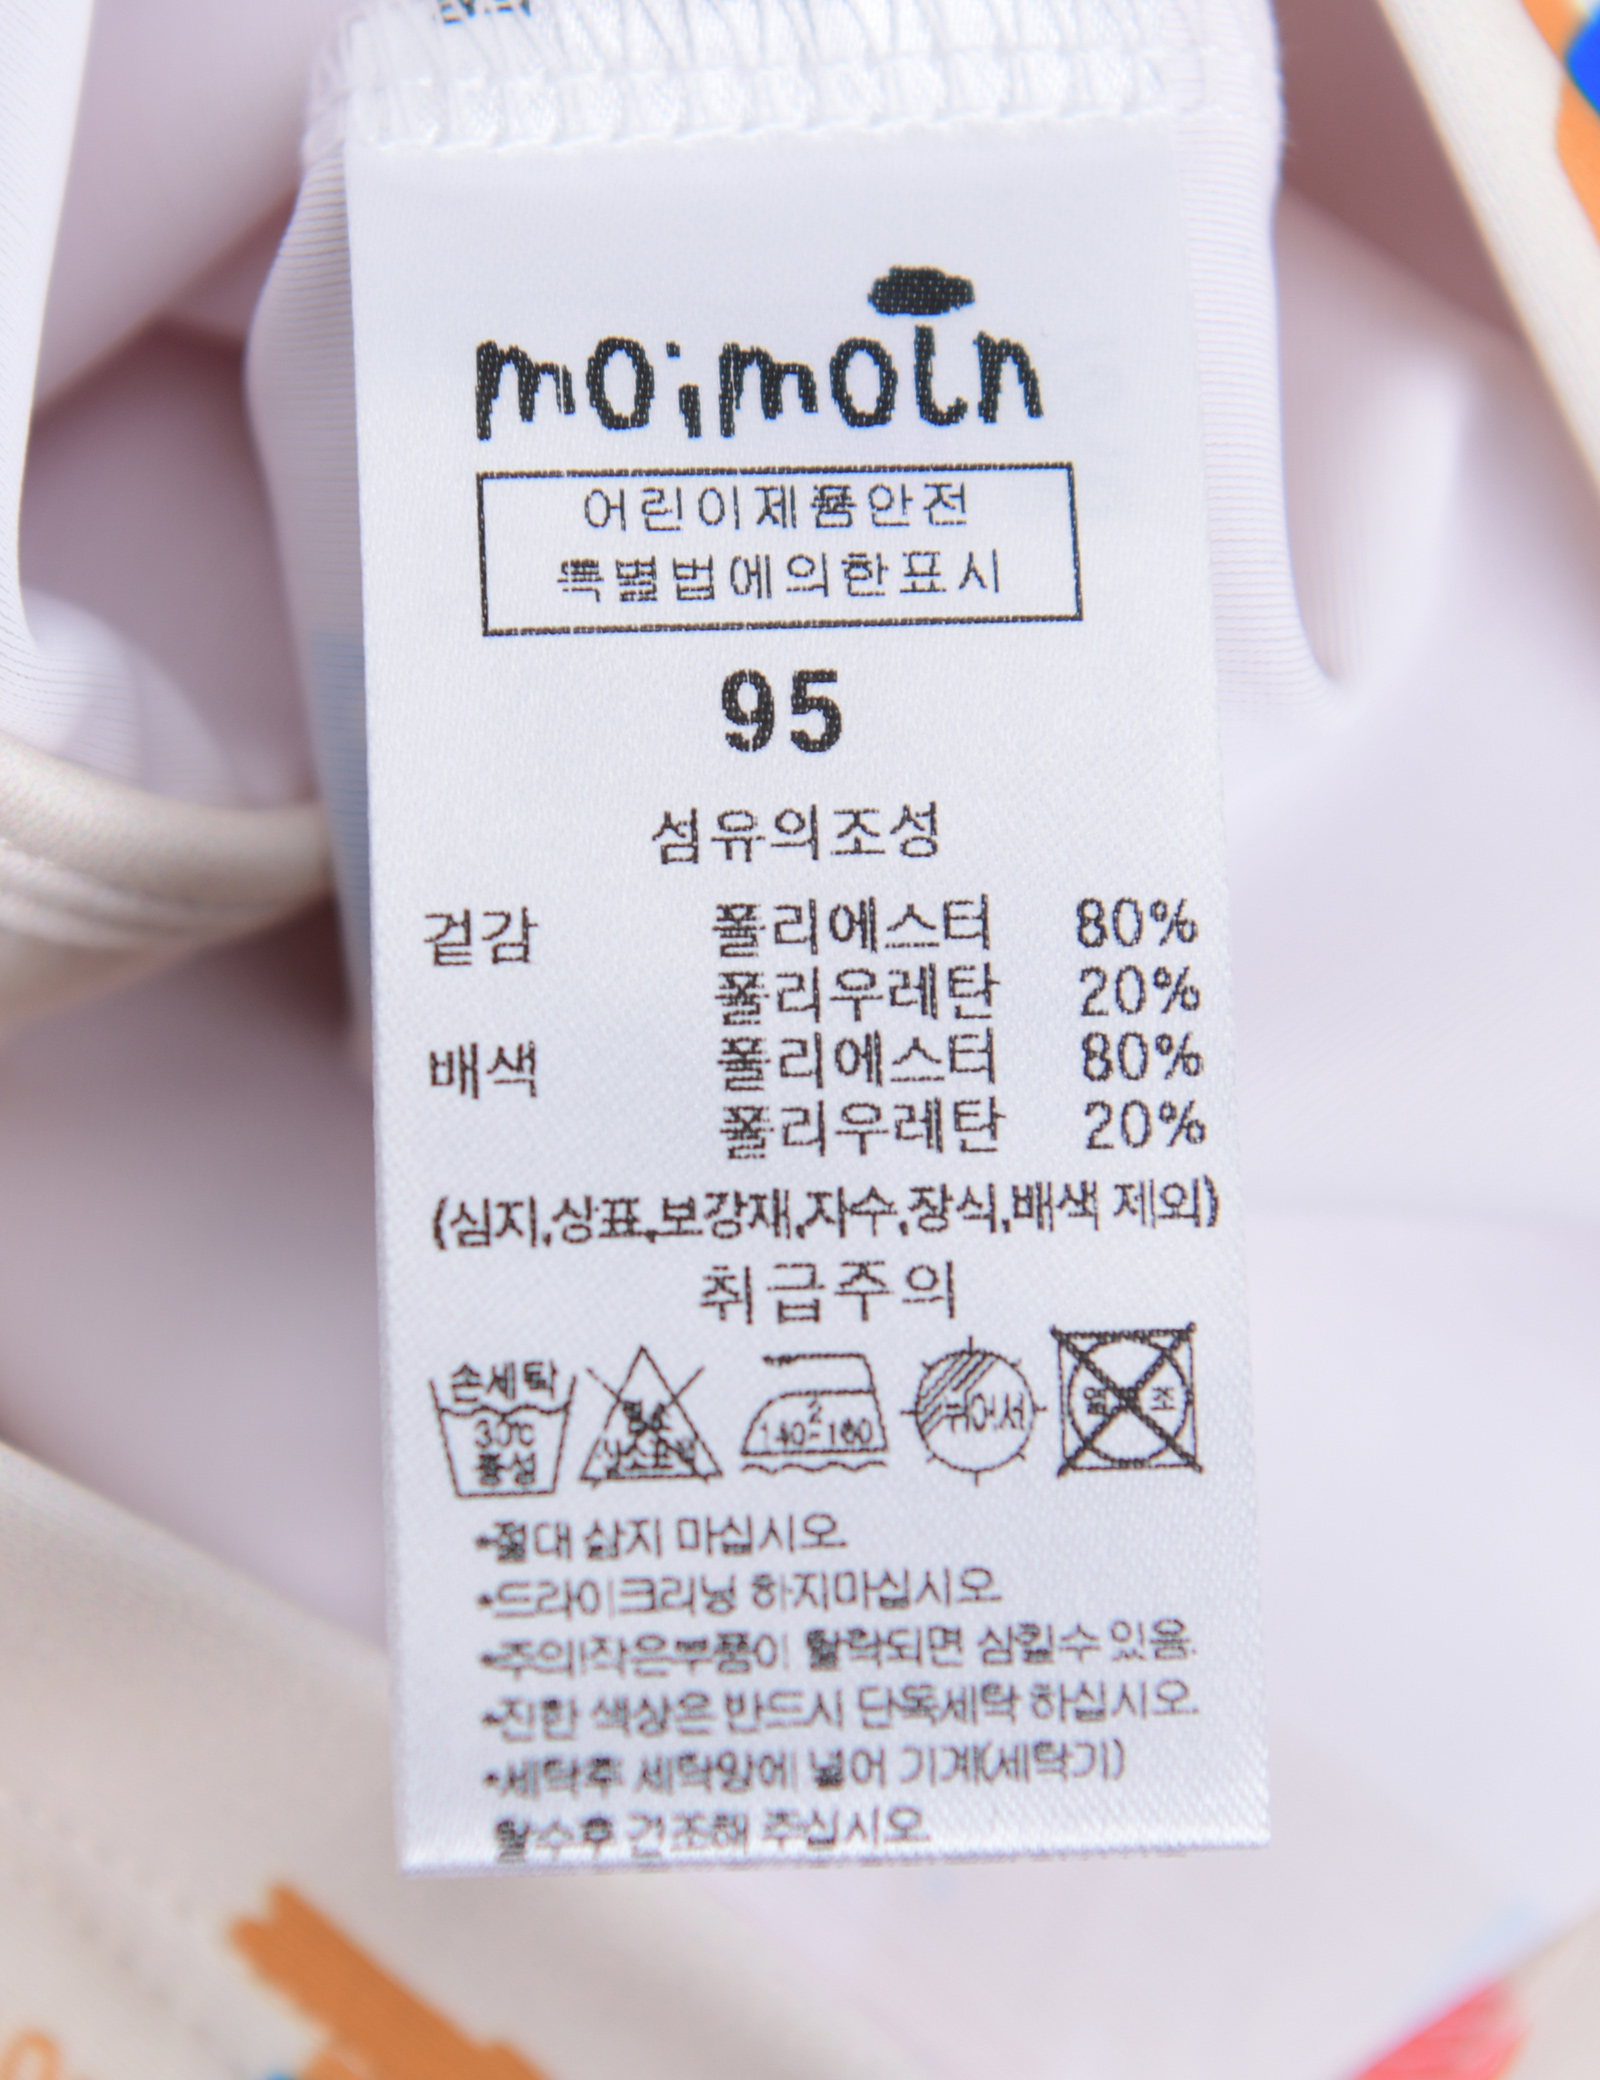 moimoln
어린이제품안전
특별법에의한표시
95
섬유의조성
겉감 폴리에스터 80%
폴리우레탄 20%
배색 폴리에스터 80%
폴리우레탄 20%
(심지,상표,보강재,자수,장식,배색 제외)
취급주의
손세탁
30℃
중성
염소
산소표백
2
140~160
뉘어서
조
•절대 삶지 마십시오.
•드라이크리닝 하지마십시오.
•주의!작은부품이 탈락되면 삼킬수 있음.
•진한 색상은 반드시 단독세탁 하십시오.
•세탁후 세탁망에 넣어 기계(세탁기)
탈수후 건조해 주십시오.